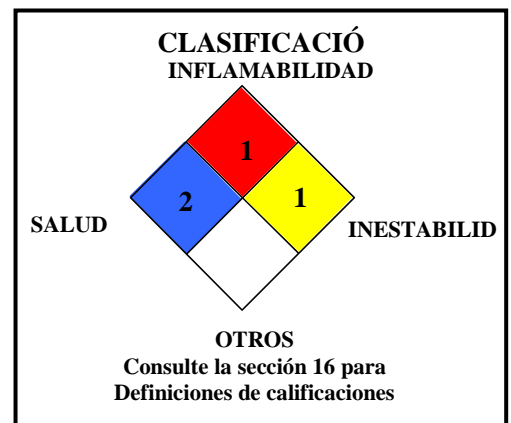 CLASIFICACIÓ
INFLAMABILIDAD
1
2
1
SALUD
INESTABILID
OTROS
Consulte la sección 16 para
Definiciones de calificaciones